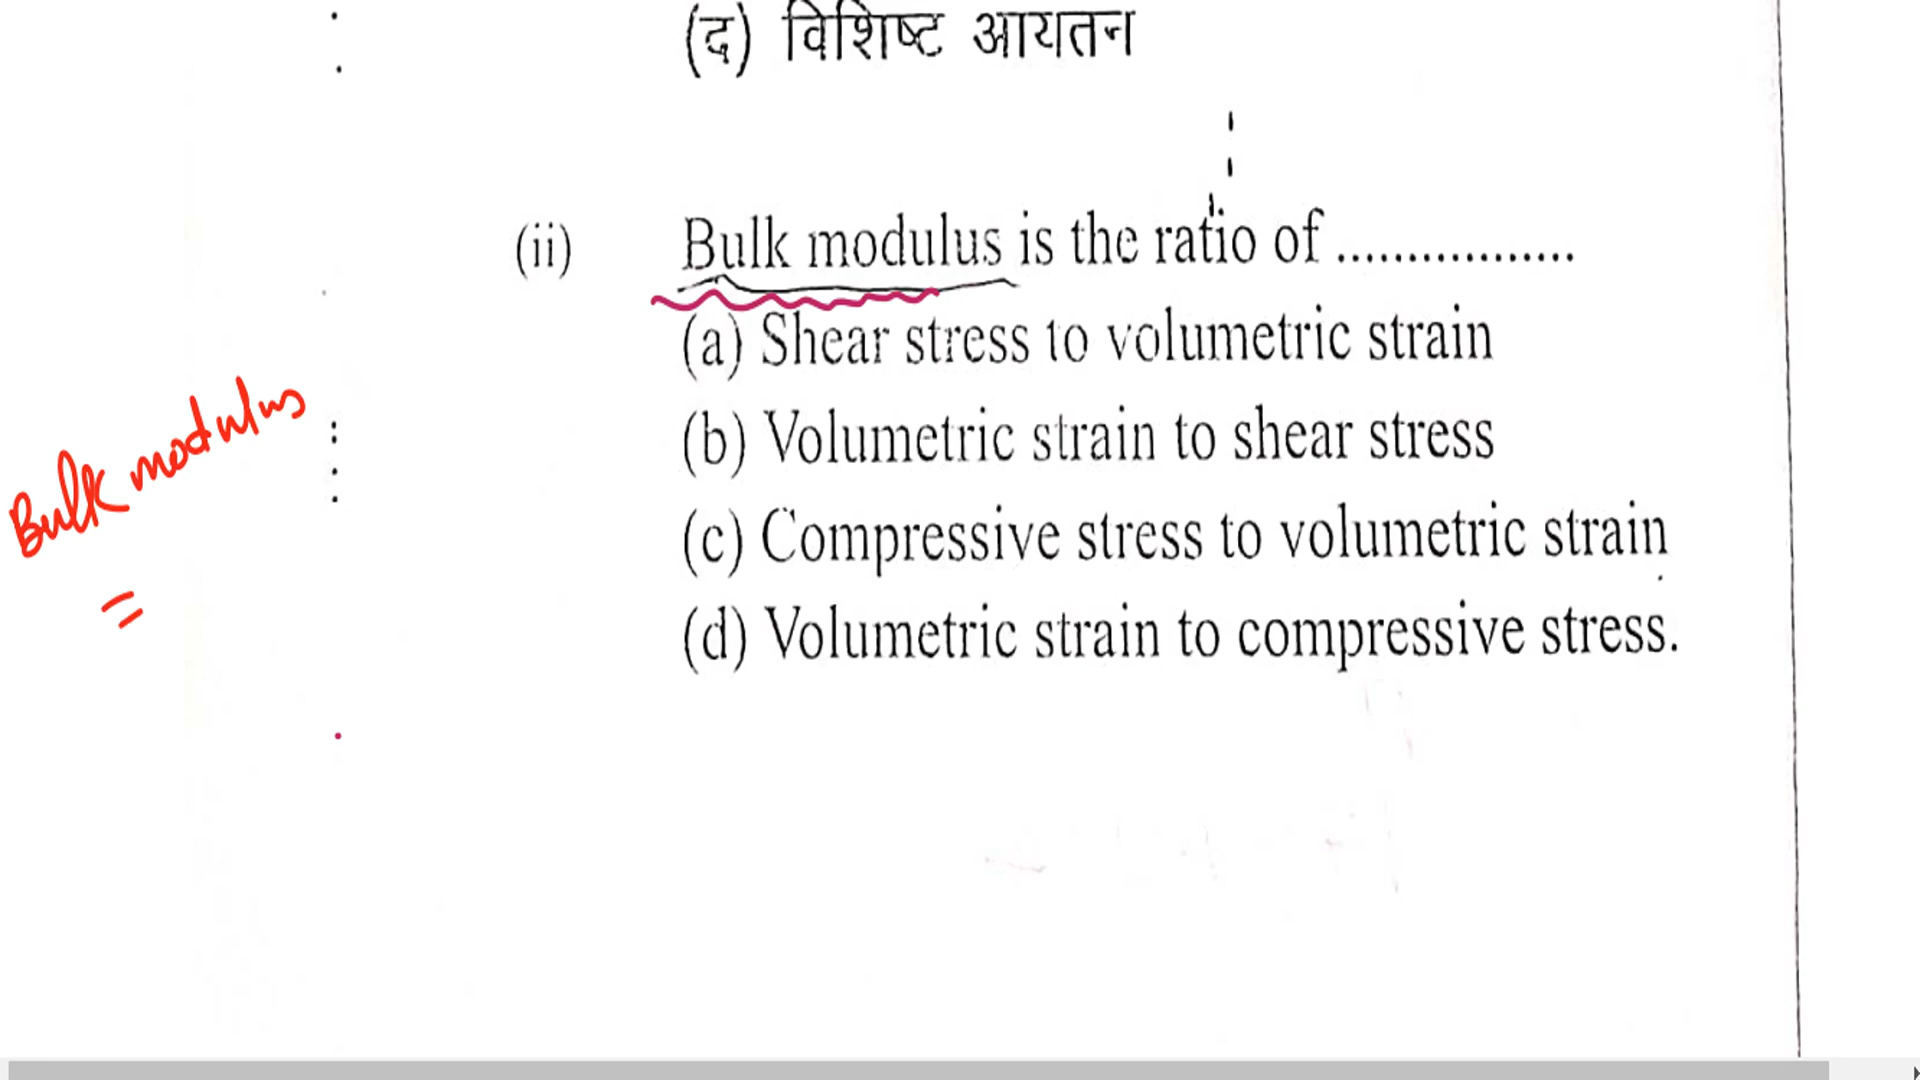 (द) विशिष्ट आयतन
(ii) Bulk modulus is the ratio of .................
(a) Shear stress to volumetric strain
(b) Volumetric strain to shear stress
(c) Compressive stress to volumetric strain
(d) Volumetric strain to compressive stress.
Bulk modulus
=